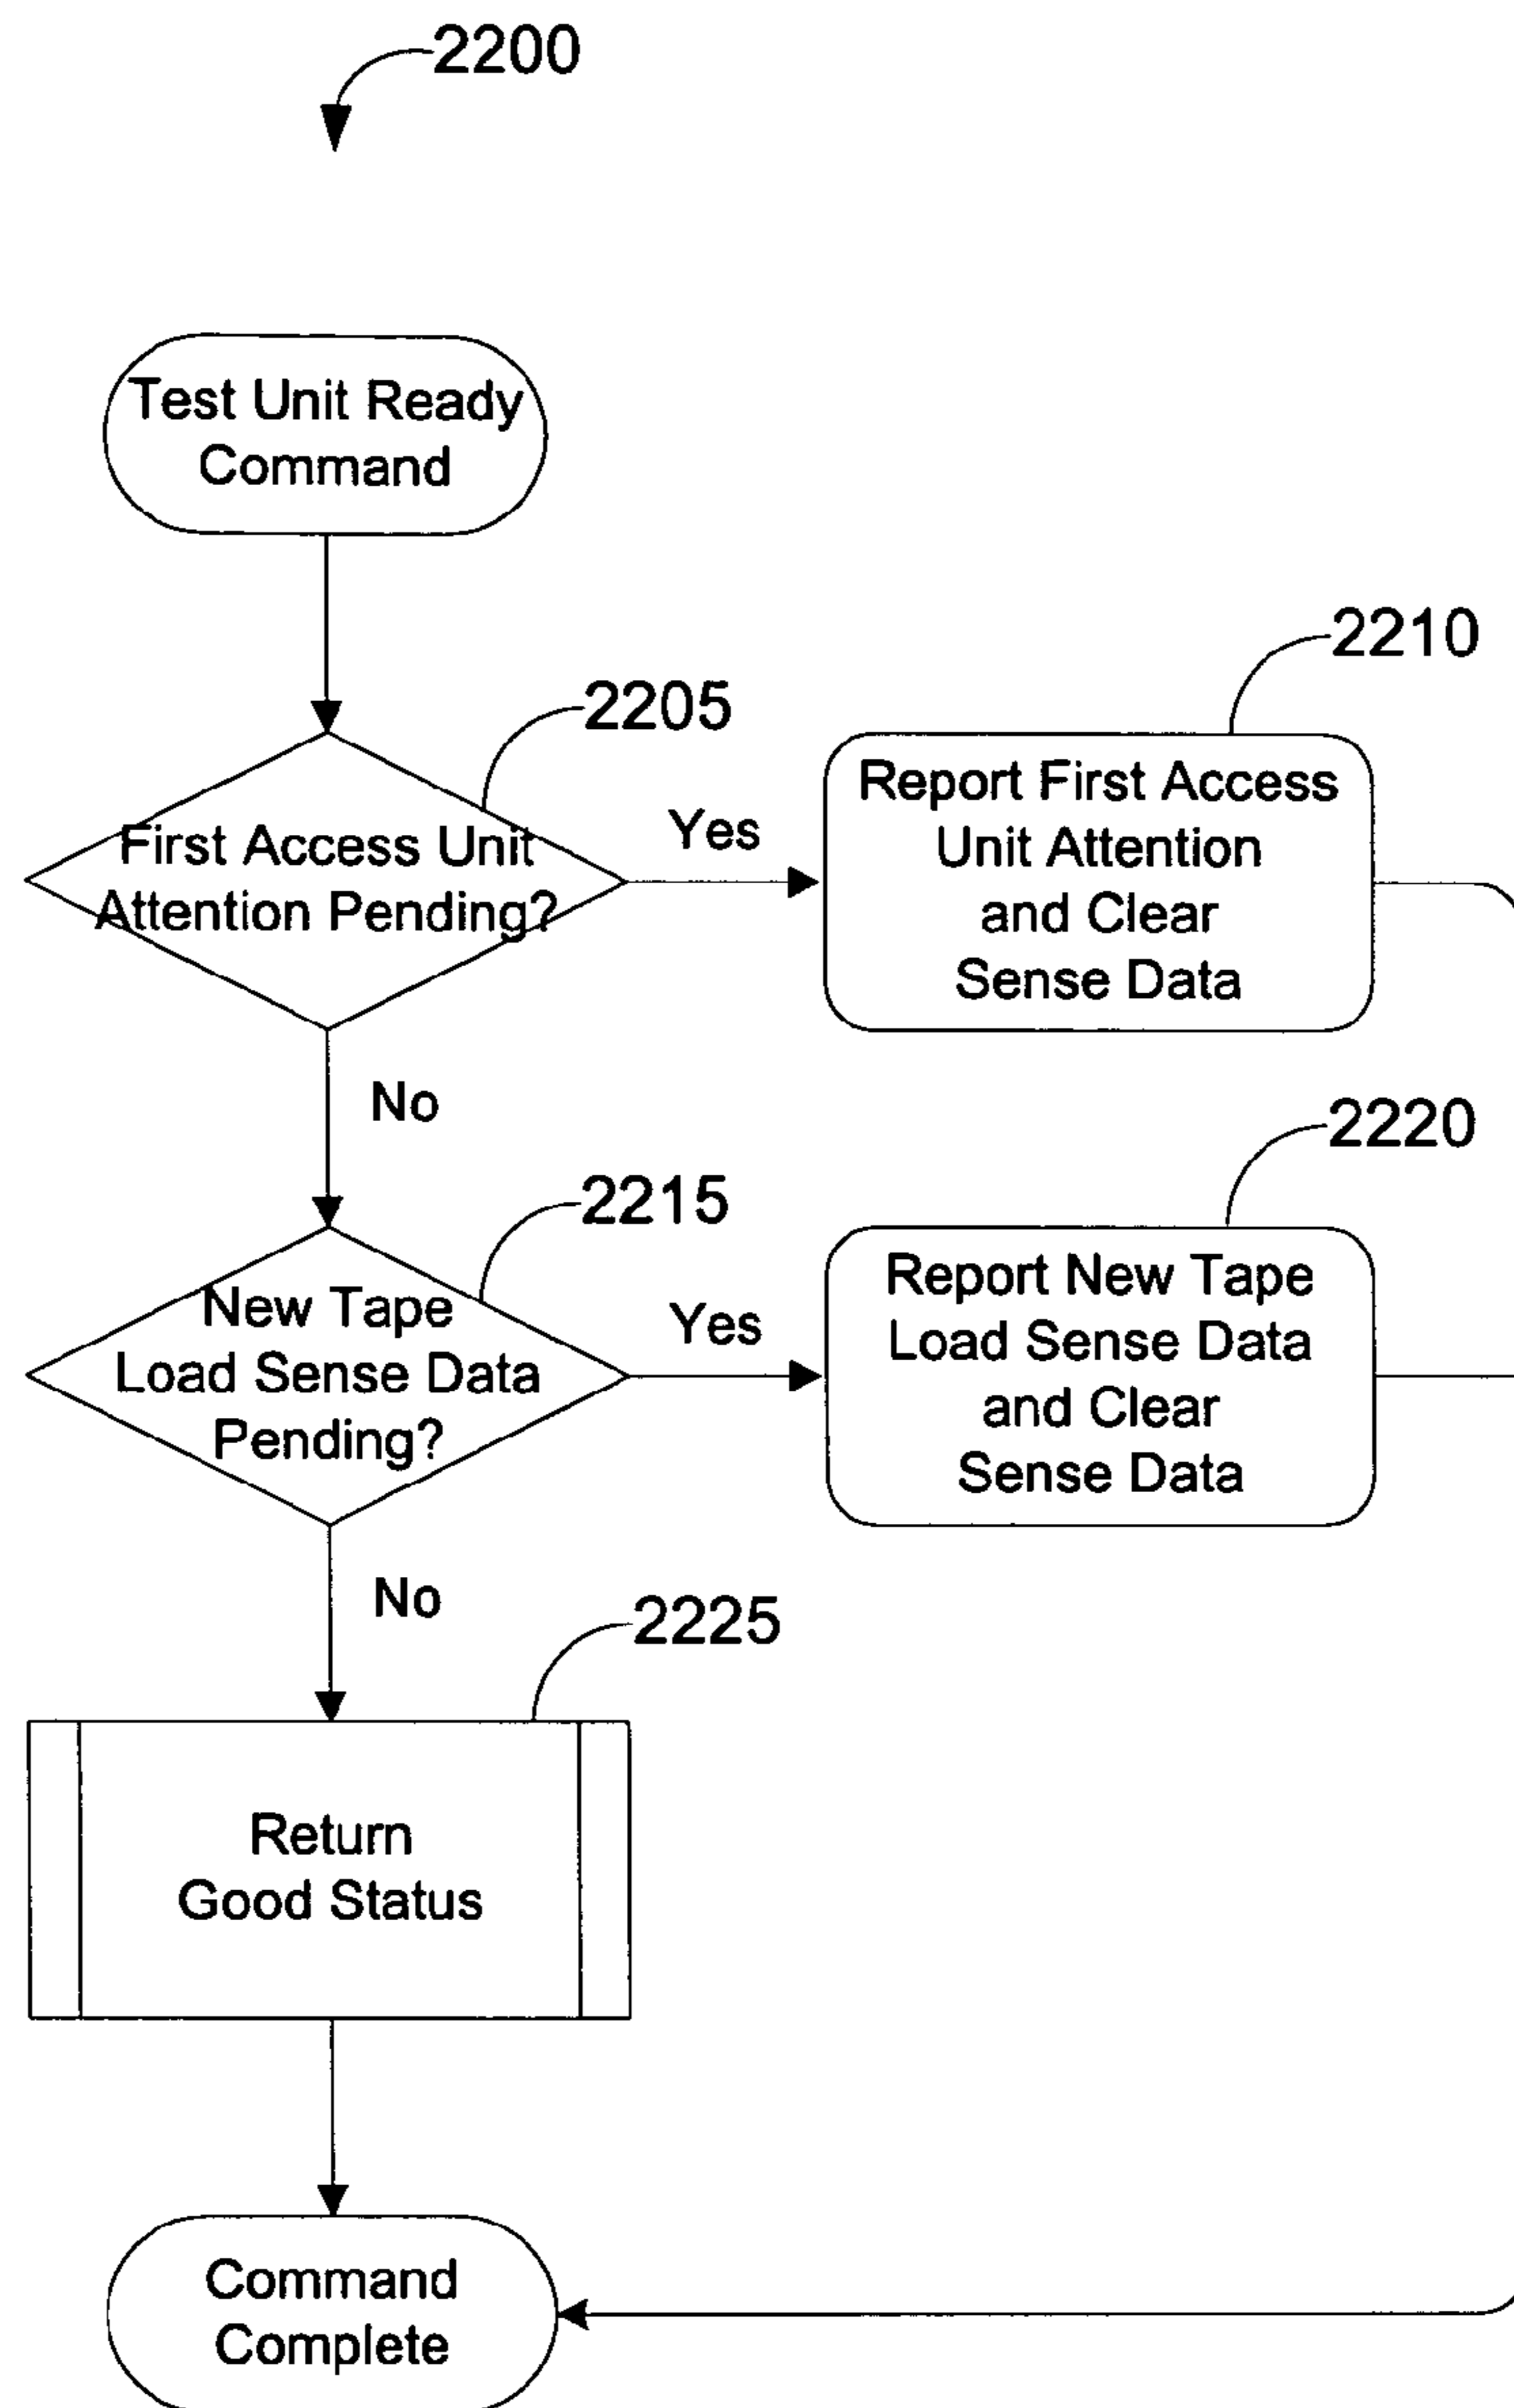 2200
Test Unit Ready
Command
2205
First Access Unit
Attention Pending?
Yes
2210
Report First Access
Unit Attention
and Clear
Sense Data
No
2215
New Tape
Load Sense Data
Pending?
Yes
2220
Report New Tape
Load Sense Data
and Clear
Sense Data
No
2225
Return
Good Status
Command
Complete